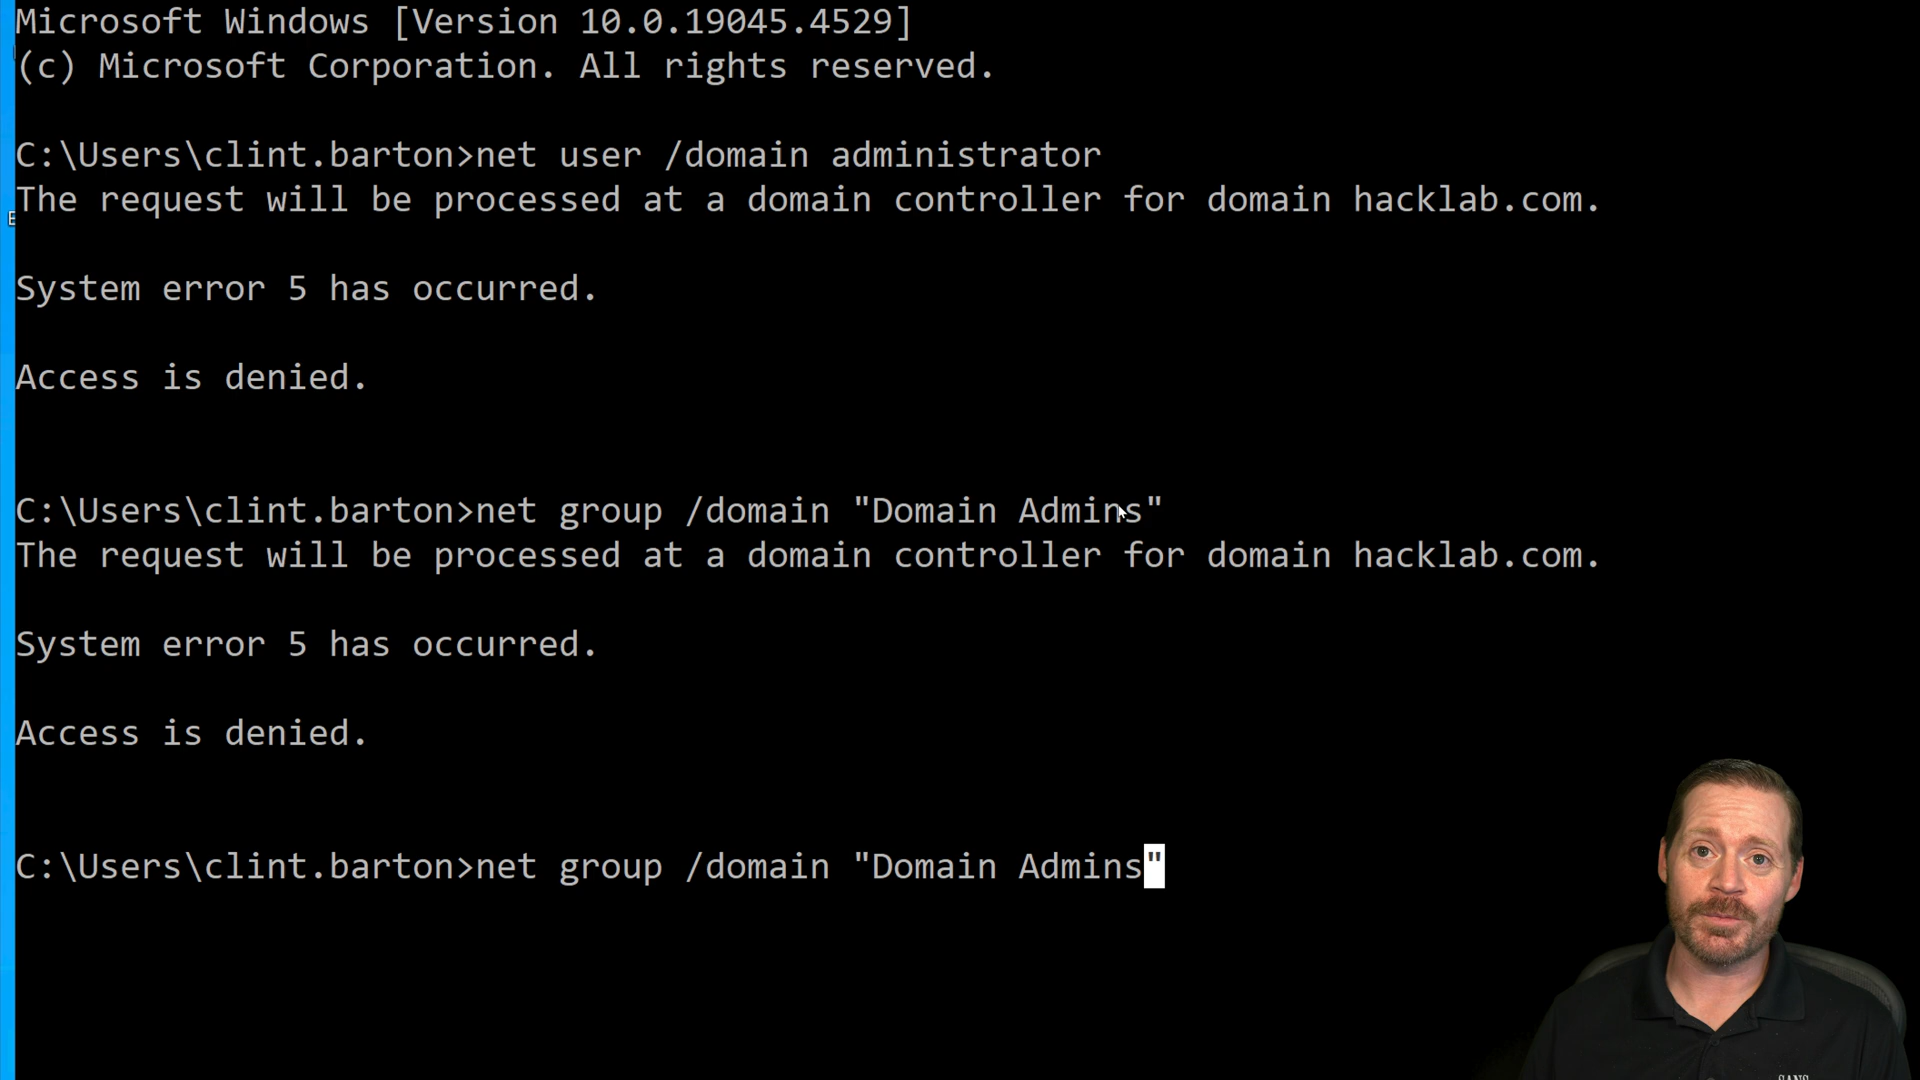 Microsoft Windows [Version 10.0.19045.4529]
(c) Microsoft Corporation. All rights reserved.
C:\Users\clint.barton>net user /domain administrator
The request will be processed at a domain controller for domain hacklab.com.
System error 5 has occurred.
Access is denied.
C:\Users\clint.barton>net group /domain "Domain Admins"
The request will be processed at a domain controller for domain hacklab.com.
System error 5 has occurred.
Access is denied.
C:\Users\clint.barton>net group /domain "Domain Admins"
SANS